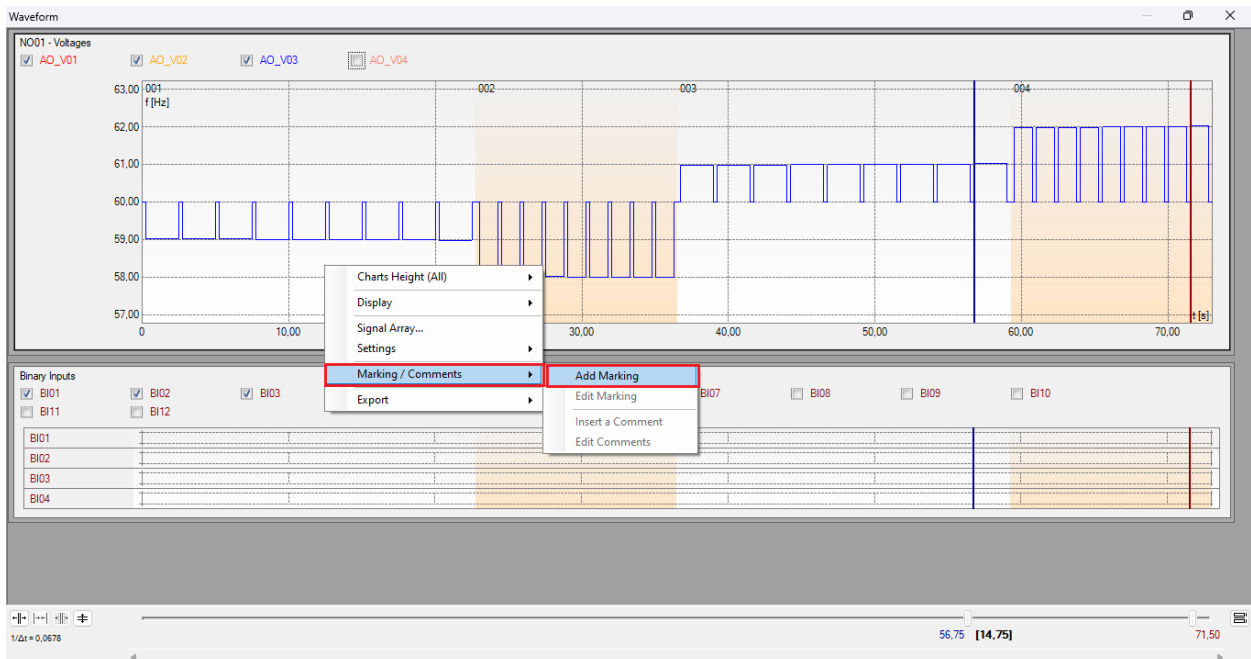 Waveform
NO01 - Voltages
AO_V01 AO_V02 AO_V03 AO_V04
63,00 001 002 003 004
f [Hz]
62,00
61,00
60,00
59,00
58,00
57,00
t [s]
0 10,00 30,00 40,00 50,00 60,00 70,00
Charts Height (All)
Display
Signal Array...
Settings
Marking / Comments
Export
Add Marking
Edit Marking
Insert a Comment
Edit Comments
Binary Inputs
BI01 BI02 BI03 BI07 BI08 BI09 BI10
BI11 BI12
BI01
BI02
BI03
BI04
1/Δt = 0,0678
56,75 [14,75] 71,50